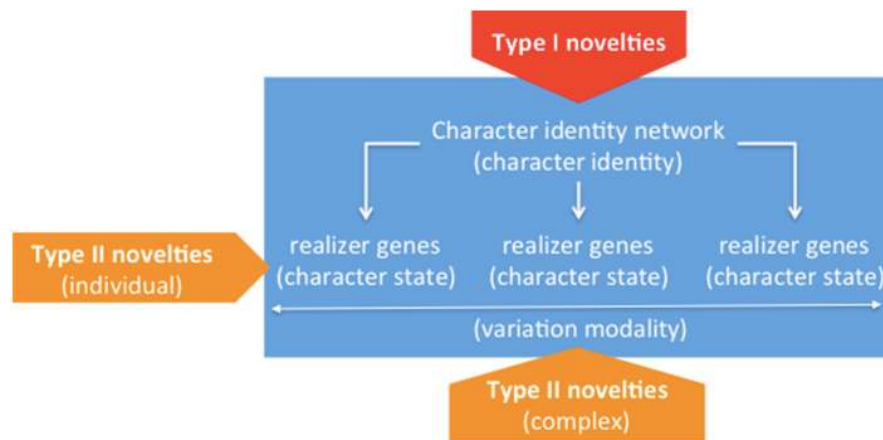 Type I novelties
Character identity network
(character identity)
Type II novelties
(individual)
realizer genes
(character state)
realizer genes
(character state)
realizer genes
(character state)
(variation modality)
Type II novelties
(complex)